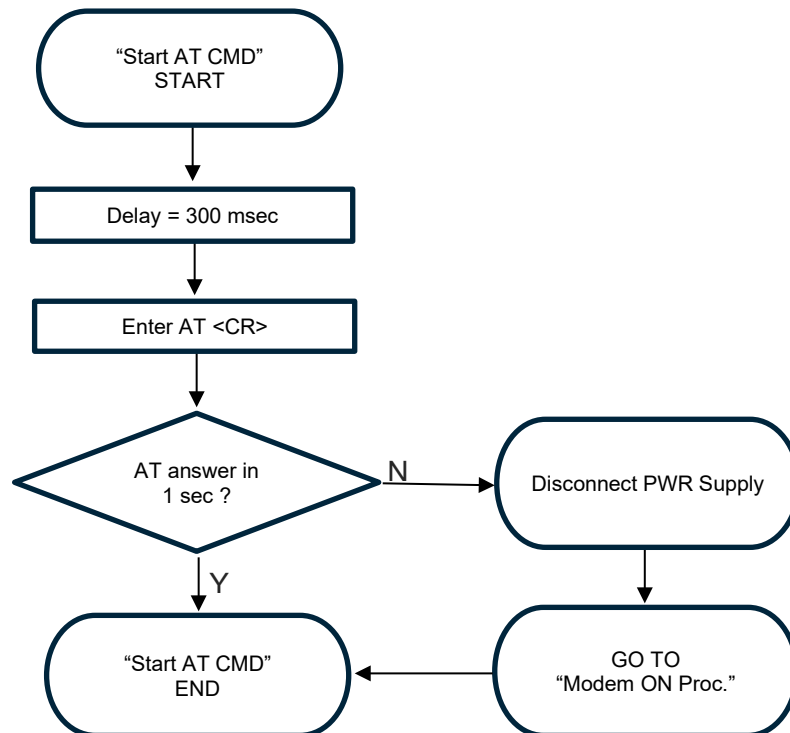 “Start AT CMD”
START
Delay = 300 msec
Enter AT <CR>
AT answer in
1 sec ?
N
Disconnect PWR Supply
Y
“Start AT CMD”
END
GO TO
“Modem ON Proc.”